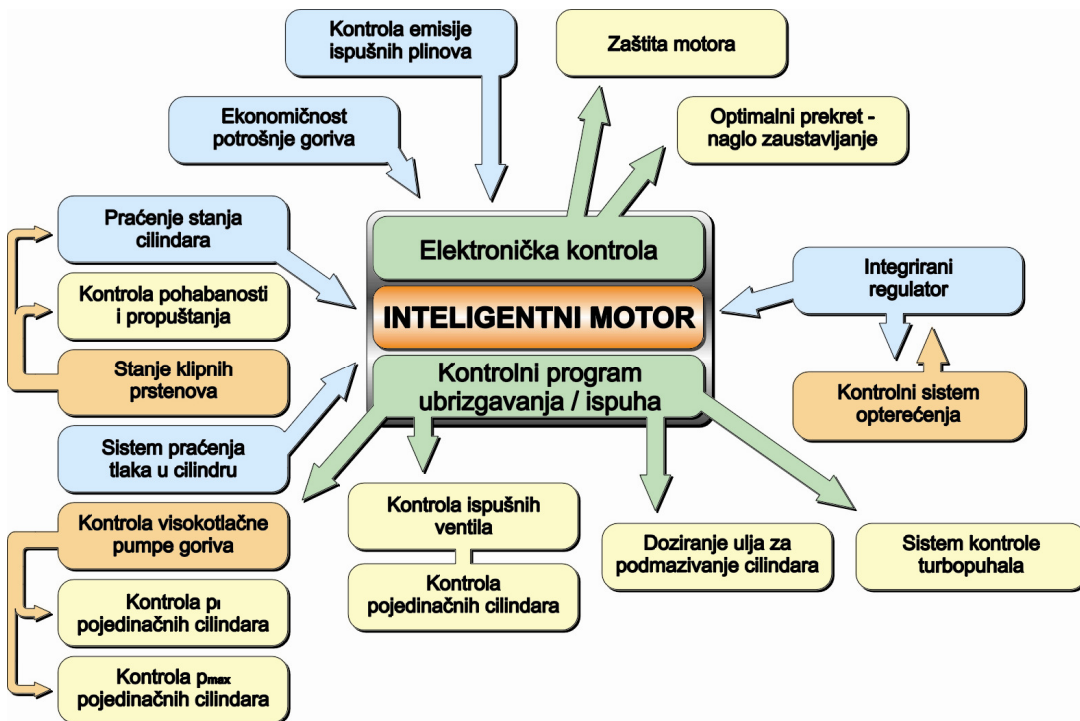 Kontrola emisije
ispušnih plinova
Zaštita motora
Ekonomičnost
potrošnje goriva
Optimalni prekret -
naglo zaustavljanje
Praćenje stanja
cilindara
Kontrola pohabanosti
i propuštanja
Stanje klipnih
prstenova
Sistem praćenja
tlaka u cilindru
Elektronička kontrola
INTELIGENTNI MOTOR
Kontrolni program
ubrizgavanja / ispuha
Integrirani
regulator
Kontrolni sistem
opterećenja
Kontrola visokotlačne
pumpe goriva
Kontrola pı
pojedinačnih cilindara
Kontrola pmax
pojedinačnih cilindara
Kontrola ispušnih
ventila
Kontrola
pojedinačnih cilindara
Doziranje ulja za
podmazivanje cilindara
Sistem kontrole
turbopuhala